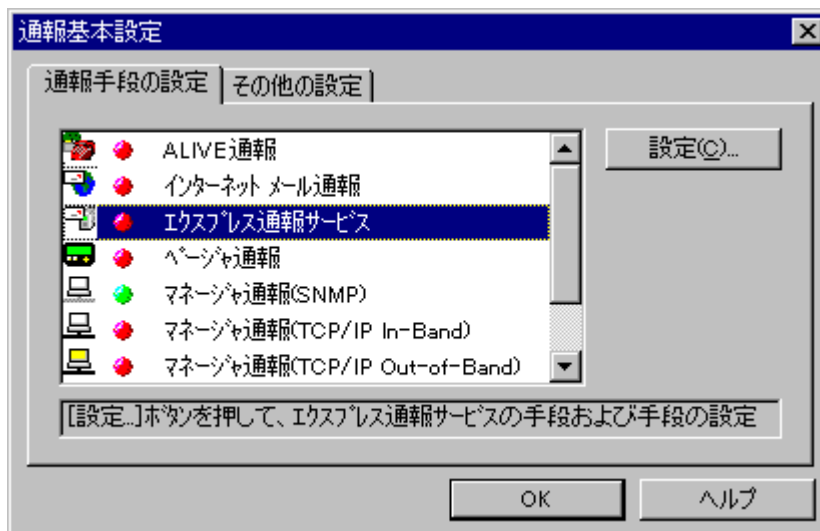 通報基本設定
通報手段の設定
その他の設定
ALIVE通報
設定(C)...
インターネット メール通報
エクスプレス通報サービス
ページャ通報
マネージャ通報(SNMP)
マネージャ通報(TCP/IP In-Band)
マネージャ通報(TCP/IP Out-of-Band)
[設定...]ボタンを押して、エクスプレス通報サービスの手段および手段の設定
OK
ヘルプ